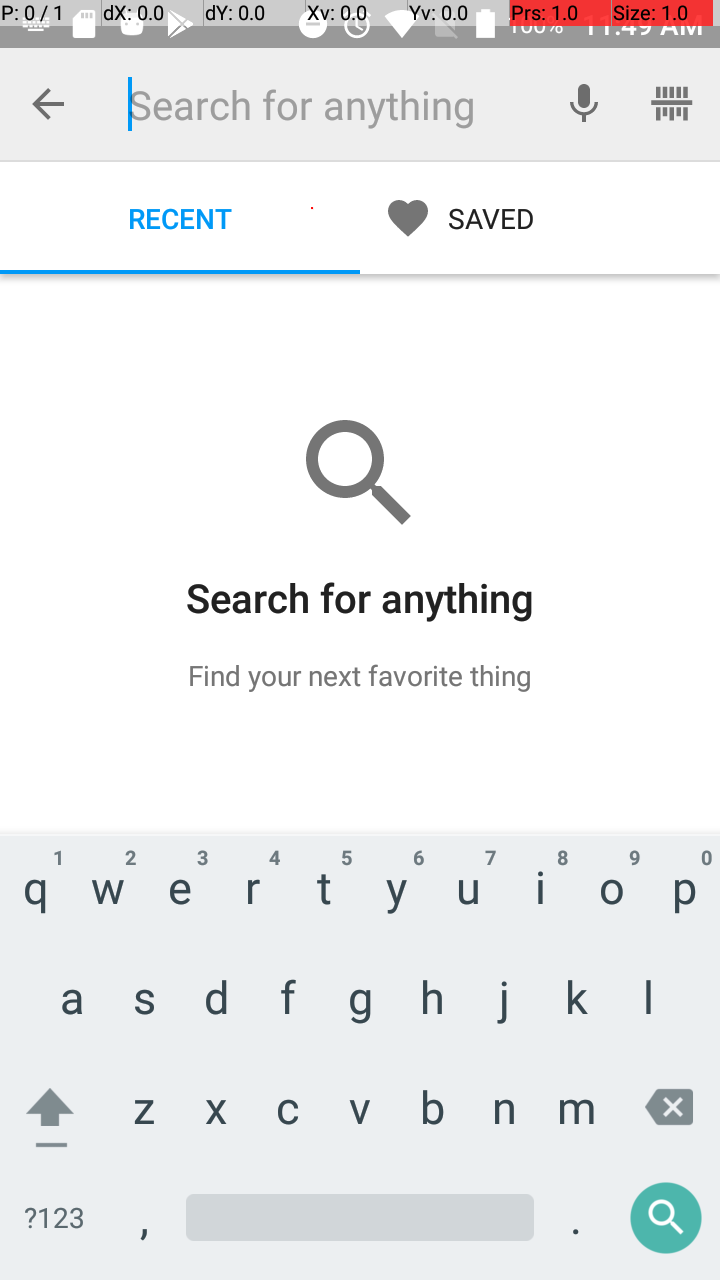 P: 0 / 1 dX: 0.0 dY: 0.0 Xv: 0.0 Yv: 0.0 Prs: 1.0 Size: 1.0
100% 11:49 AM
Search for anything
RECENT SAVED
Search for anything
Find your next favorite thing
1 2 3 4 5 6 7 8 9 0
q w e r t y u i o p
a s d f g h j k l
z x c v b n m
?123 , .